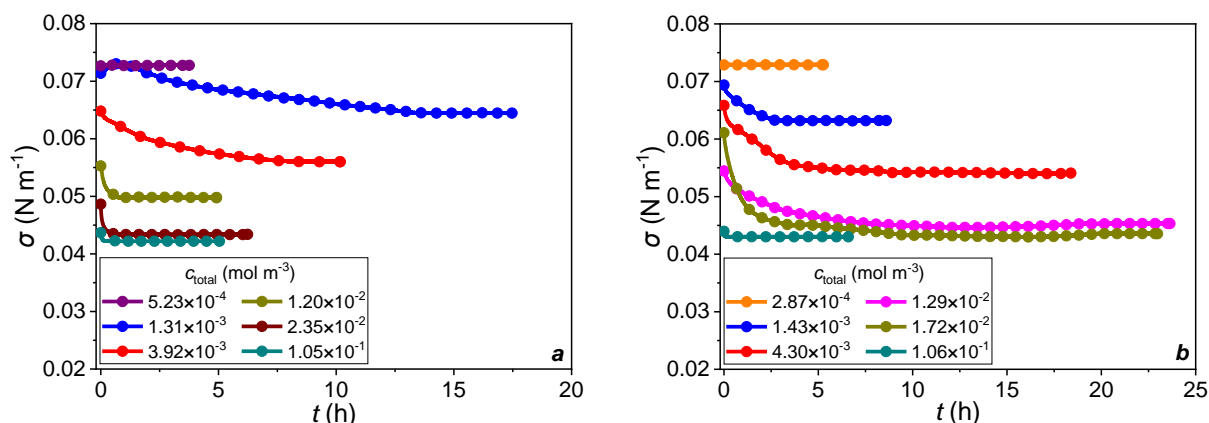 0.08
0.07
0.06
0.05
0.04
0.03
0.02
σ (N m⁻¹)
c_total (mol m⁻³)
5.23×10⁻⁴ 1.20×10⁻²
1.31×10⁻³ 2.35×10⁻²
3.92×10⁻³ 1.05×10⁻¹
a
0 5 10 15 20
t (h)
0.08
0.07
0.06
0.05
0.04
0.03
0.02
σ (N m⁻¹)
c_total (mol m⁻³)
2.87×10⁻⁴ 1.29×10⁻²
1.43×10⁻³ 1.72×10⁻²
4.30×10⁻³ 1.06×10⁻¹
b
0 5 10 15 20 25
t (h)